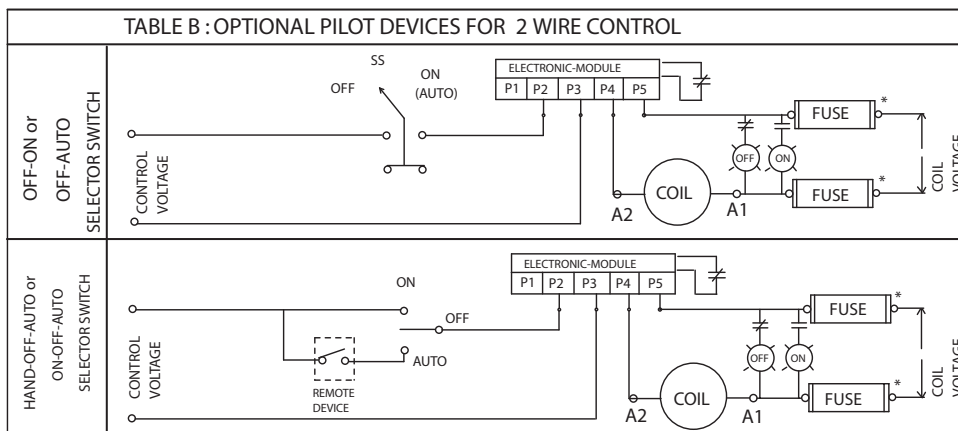 TABLE B : OPTIONAL PILOT DEVICES FOR 2 WIRE CONTROL
OFF-ON or
OFF-AUTO
SELECTOR SWITCH
CONTROL
VOLTAGE
SS
OFF
ON
(AUTO)
ELECTRONIC-MODULE
P1 P2 P3 P4 P5
OFF
ON
FUSE
*
FUSE
*
COIL
A2
A1
COIL
VOLTAGE
HAND-OFF-AUTO or
ON-OFF-AUTO
SELECTOR SWITCH
CONTROL
VOLTAGE
ON
OFF
AUTO
REMOTE
DEVICE
ELECTRONIC-MODULE
P1 P2 P3 P4 P5
OFF
ON
FUSE
*
FUSE
*
COIL
A2
A1
COIL
VOLTAGE